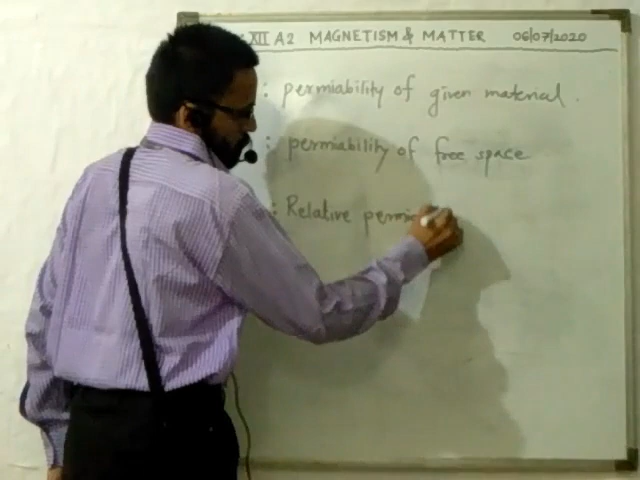 XII A2 MAGNETISM & MATTER 06/07/2020
: permiability of given material.
: permiability of free space
: Relative permi